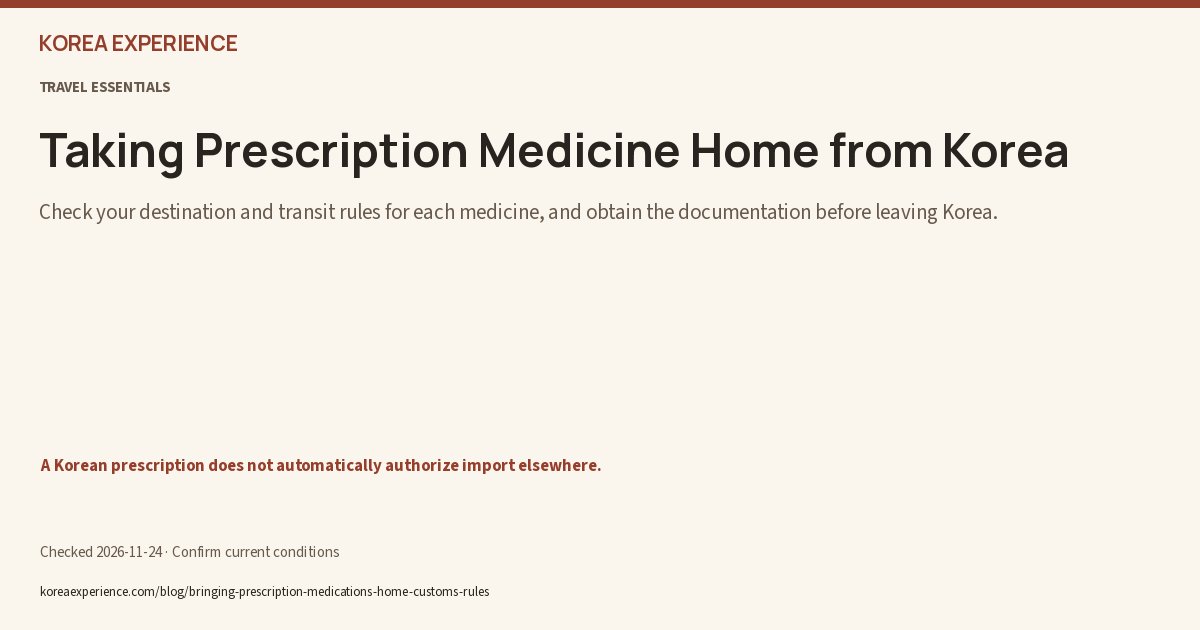 KOREA EXPERIENCE
TRAVEL ESSENTIALS
Taking Prescription Medicine Home from Korea
Check your destination and transit rules for each medicine, and obtain the documentation before leaving Korea.
A Korean prescription does not automatically authorize import elsewhere.
Checked 2026-11-24 · Confirm current conditions
koreaexperience.com/blog/bringing-prescription-medications-home-customs-rules